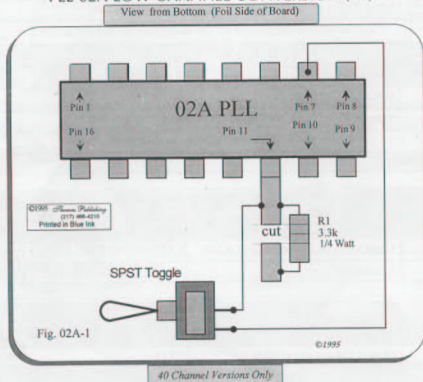 View from Bottom (Foil Side of Board)
Pin 1
02A PLL
Pin 7
Pin 8
Pin 16
Pin 11
Pin 10
Pin 9
©1995
Printed in Blue Ink
cut
R1
3.3k
1/4 Watt
SPST Toggle
Fig. 02A-1
©1995
40 Channel Versions Only